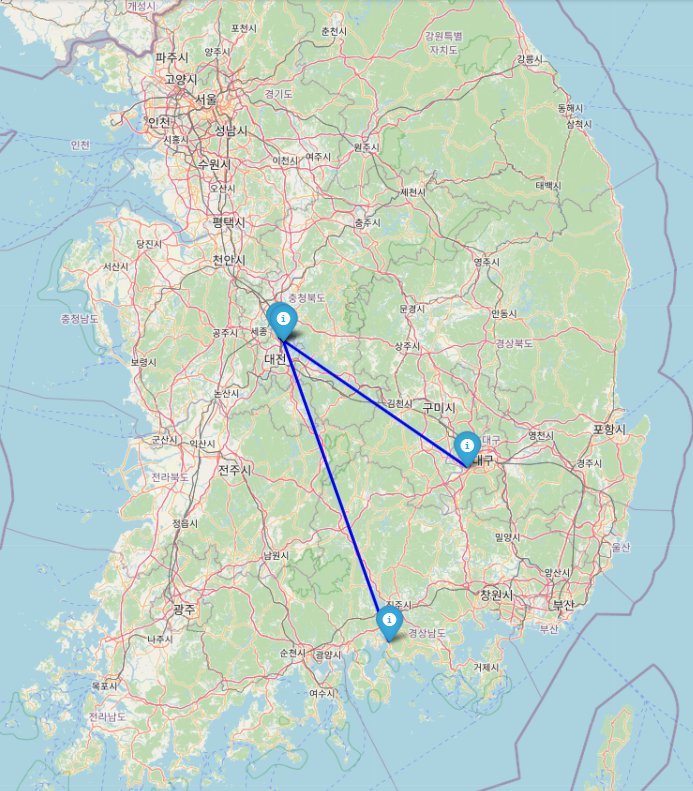 개성시
포천시
춘천시
강원특별
자치도
강릉시
양주시
파주시
고양시
서울
경기도
동해시
삼척시
인천
인천
성남시
시흥시
수원시
이천시
여주시
원주시
오산시
제천시
태백시
평택시
충주시
당진시
천안시
서산시
영주시
충청북도
문경시
안동시
충청남도
공주시
세종
상주시
경상북도
보령시
대전
논산시
김천시
구미시
포항시
군산시
익산시
대구
영천시
대구
경주시
전라북도
전주시
정읍시
밀양시
울산
남원시
양산시
광주
진주시
창원시
부산
부산
나주시
경상남도
순천시
광양시
거제시
목포시
여수시
전라남도
i
i
i